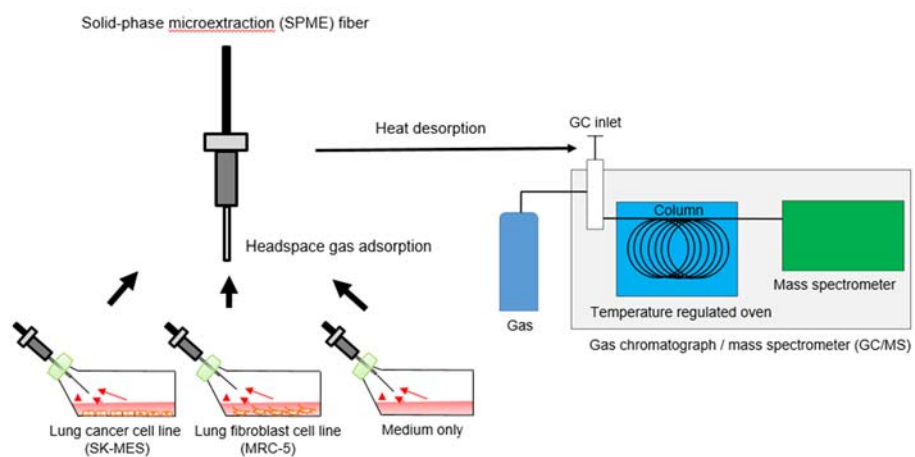 Solid-phase microextraction (SPME) fiber
Heat desorption
GC inlet
Headspace gas adsorption
Column
Mass spectrometer
Gas
Temperature regulated oven
Gas chromatograph / mass spectrometer (GC/MS)
Lung cancer cell line
(SK-MES)
Lung fibroblast cell line
(MRC-5)
Medium only